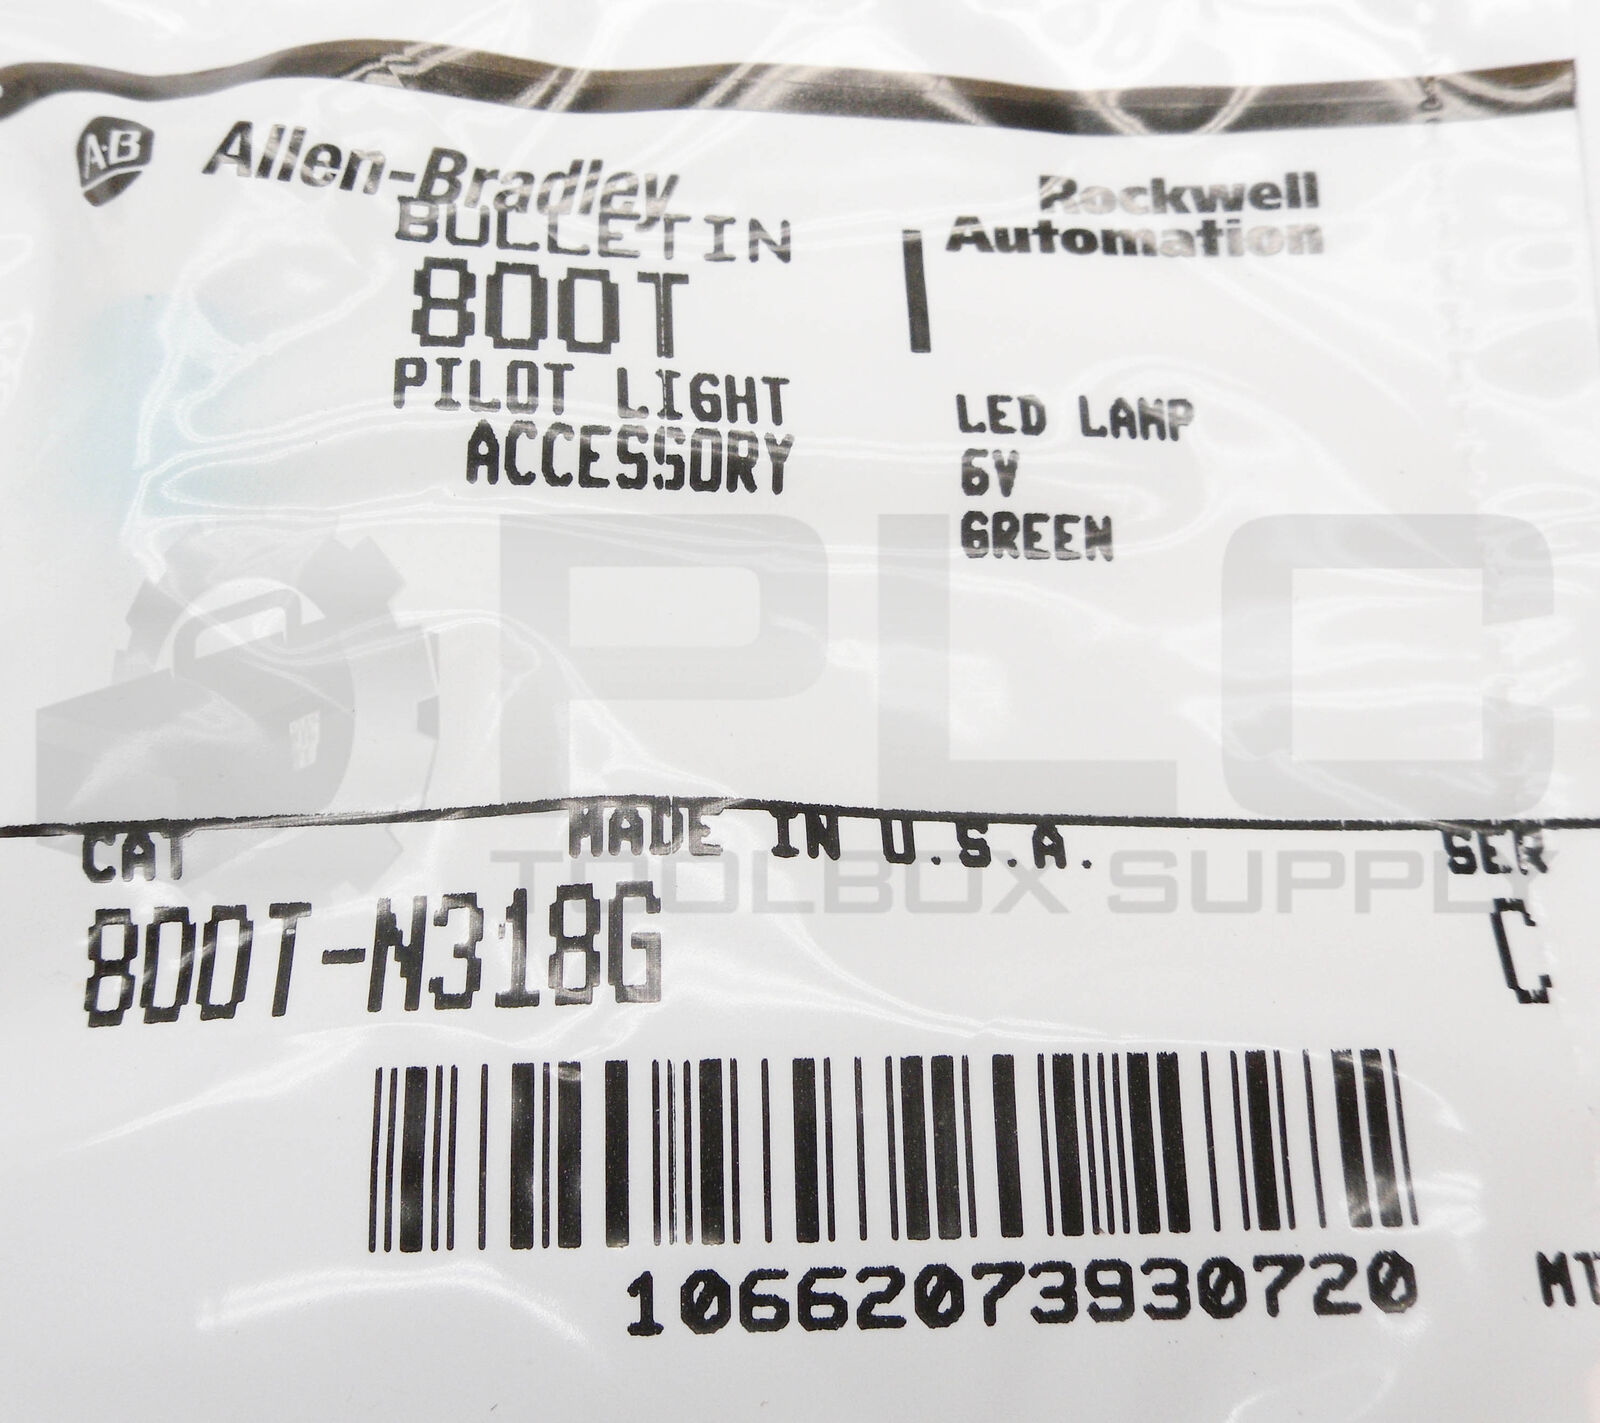 A-B Allen-Bradley
Rockwell
Automation
BULLETIN
800T
PILOT LIGHT
ACCESSORY
LED LAMP
6V
GREEN
PLC
TOOLBOX SUPPLY
CAT MADE IN U.S.A. SER
800T-N318G C
10662073930720